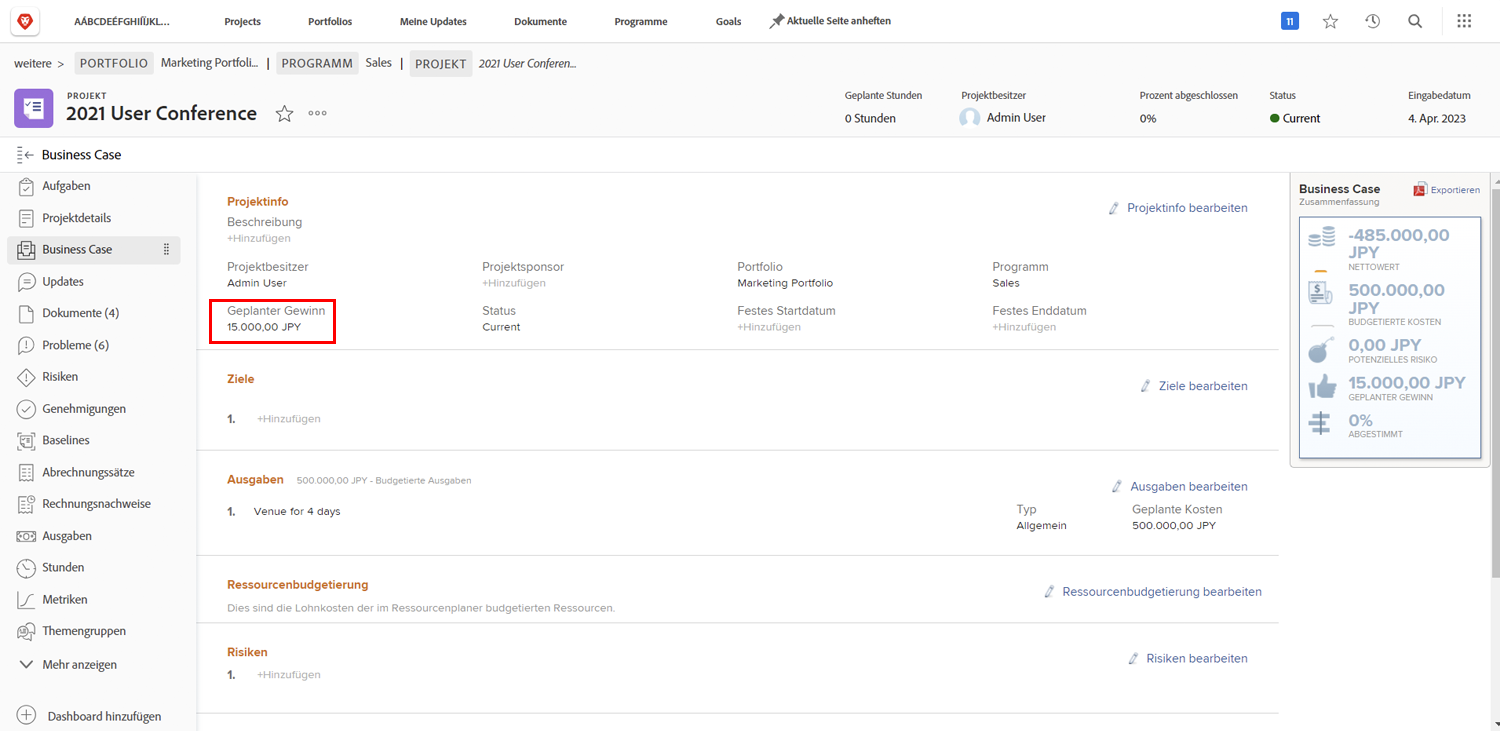 AÁBCDEÉFGHIÍJKL... Projects Portfolios Meine Updates Dokumente Programme Goals Aktuelle Seite anheften
weitere > PORTFOLIO Marketing Portfoli... | PROGRAMM Sales | PROJEKT 2021 User Conferen...
PROJEKT
2021 User Conference
Geplante Stunden Projektbesitzer Prozent abgeschlossen Status Eingabedatum
0 Stunden Admin User 0% Current 4. Apr. 2023
Business Case
Aufgaben
Projektdetails
Business Case
Updates
Dokumente (4)
Probleme (6)
Risiken
Genehmigungen
Baselines
Abrechnungssätze
Rechnungsnachweise
Ausgaben
Stunden
Metriken
Themengruppen
Mehr anzeigen
Dashboard hinzufügen
Projektinfo
Projektinfo bearbeiten
Beschreibung
+Hinzufügen
Projektbesitzer Projektsponsor Portfolio Programm
Admin User +Hinzufügen Marketing Portfolio Sales
Geplanter Gewinn Status Festes Startdatum Festes Enddatum
15.000,00 JPY Current +Hinzufügen +Hinzufügen
Ziele
Ziele bearbeiten
1. +Hinzufügen
Ausgaben 500.000,00 JPY - Budgetierte Ausgaben
Ausgaben bearbeiten
1. Venue for 4 days
Typ Geplante Kosten
Allgemein 500.000,00 JPY
Ressourcenbudgetierung
Ressourcenbudgetierung bearbeiten
Dies sind die Lohnkosten der im Ressourcenplaner budgetierten Ressourcen.
Risiken
Risiken bearbeiten
1. +Hinzufügen
Business Case Exportieren
Zusammenfassung
-485.000,00
JPY
NETTOWERT
500.000,00
JPY
BUDGETIERTE KOSTEN
0,00 JPY
POTENZIELLES RISIKO
15.000,00 JPY
GEPLANTER GEWINN
0%
ABGESTIMMT